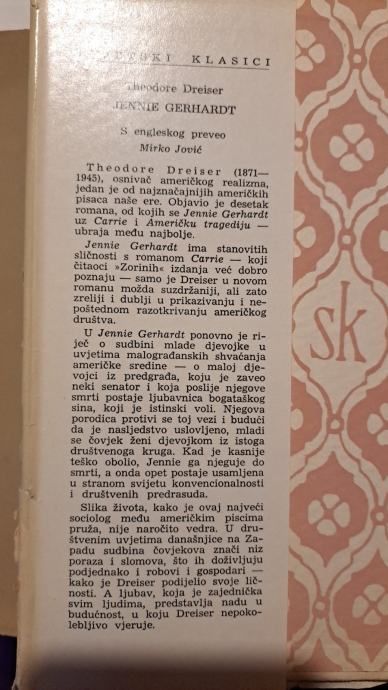 SVJETSKI KLASICI
Theodore Dreiser
JENNIE GERHARDT
S engleskog preveo
Mirko Jović
Theodore Dreiser (1871—
1945), osnivač američkog realizma,
jedan je od najznačajnijih američkih
pisaca naše ere. Objavio je desetak
romana, od kojih se Jennie Gerhardt
uz Carrie i Američku tragediju —
ubraja među najbolje.
Jennie Gerhardt ima stanovitih
sličnosti s romanom Carrie — koji
čitaoci »Zorinih« izdanja već dobro
poznaju — samo je Dreiser u novom
romanu možda suzdržaniji, ali zato
zreliji i dublji u prikazivanju i ne-
poštednom razotkrivanju američkog
društva.
U Jennie Gerhardt ponovno je ri-
ječ o sudbini mlade djevojke u
uvjetima malograđanskih shvaćanja
američke sredine — o maloj dje-
vojci iz predgrađa, koju je zaveo
neki senator i koja poslije njegove
smrti postaje ljubavnica bogataškog
sina, koji je istinski voli. Njegova
porodica protivi se toj vezi i budući
da je nasljedstvo uslovljeno, mladi
se čovjek ženi djevojkom iz istoga
društvenoga kruga. Kad je kasnije
teško obolio, Jennie ga njeguje do
smrti, a onda opet postaje usamljena
u stranom svijetu konvencionalnosti
i društvenih predrasuda.
Slika života, kako je ovaj najveći
sociolog među američkim piscima
pruža, nije naročito vedra. U dru-
štvenim uvjetima današnjice na Za-
padu sudbina čovjekova znači niz
poraza i slomova, što ih doživljuju
podjednako i robovi i gospodari —
kako je Dreiser podijelio svoje lič-
nosti. A ljubav, koja je zajednička
svim ljudima, predstavlja nadu u
budućnost, u koju Dreiser nepoko-
lebljivo vjeruje.
sk